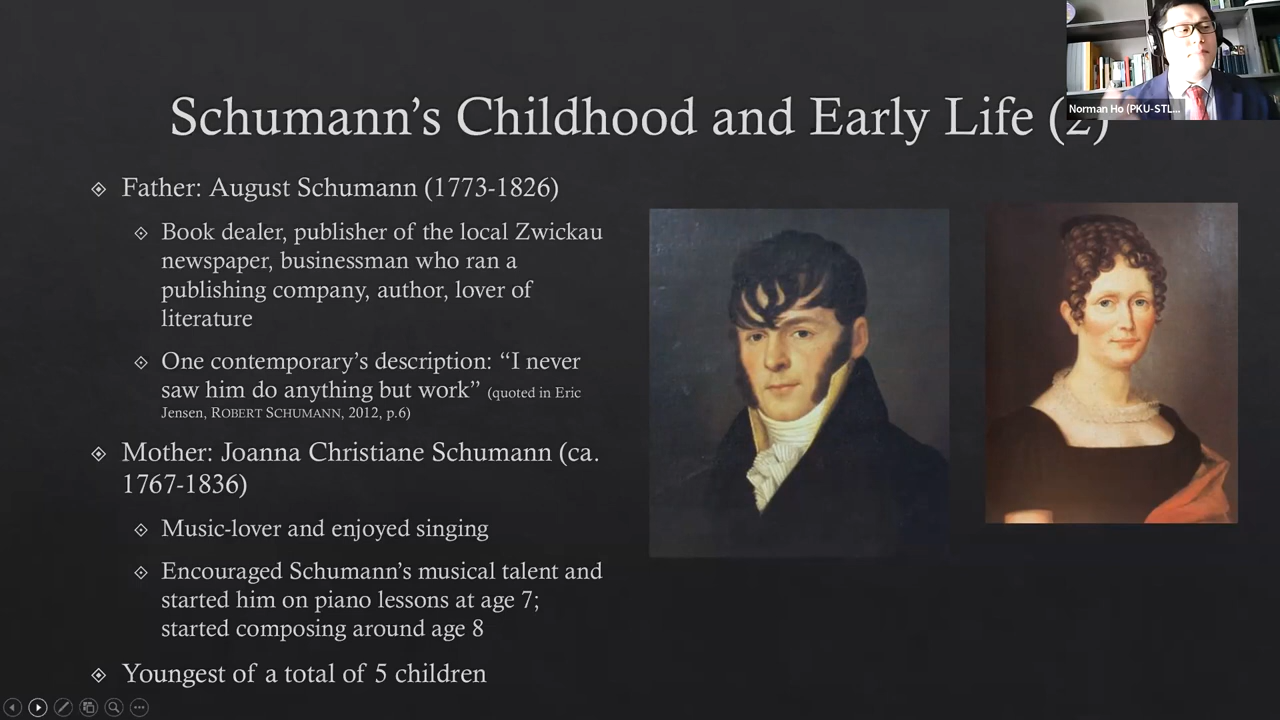 Norman Ho (PKU-STL...
Schumann's Childhood and Early Life (2)
Father: August Schumann (1773-1826)
Book dealer, publisher of the local Zwickau
newspaper, businessman who ran a
publishing company, author, lover of
literature
One contemporary's description: “I never
saw him do anything but work” (quoted in Eric
Jensen, ROBERT SCHUMANN, 2012, p.6)
Mother: Joanna Christiane Schumann (ca.
1767-1836)
Music-lover and enjoyed singing
Encouraged Schumann's musical talent and
started him on piano lessons at age 7;
started composing around age 8
Youngest of a total of 5 children